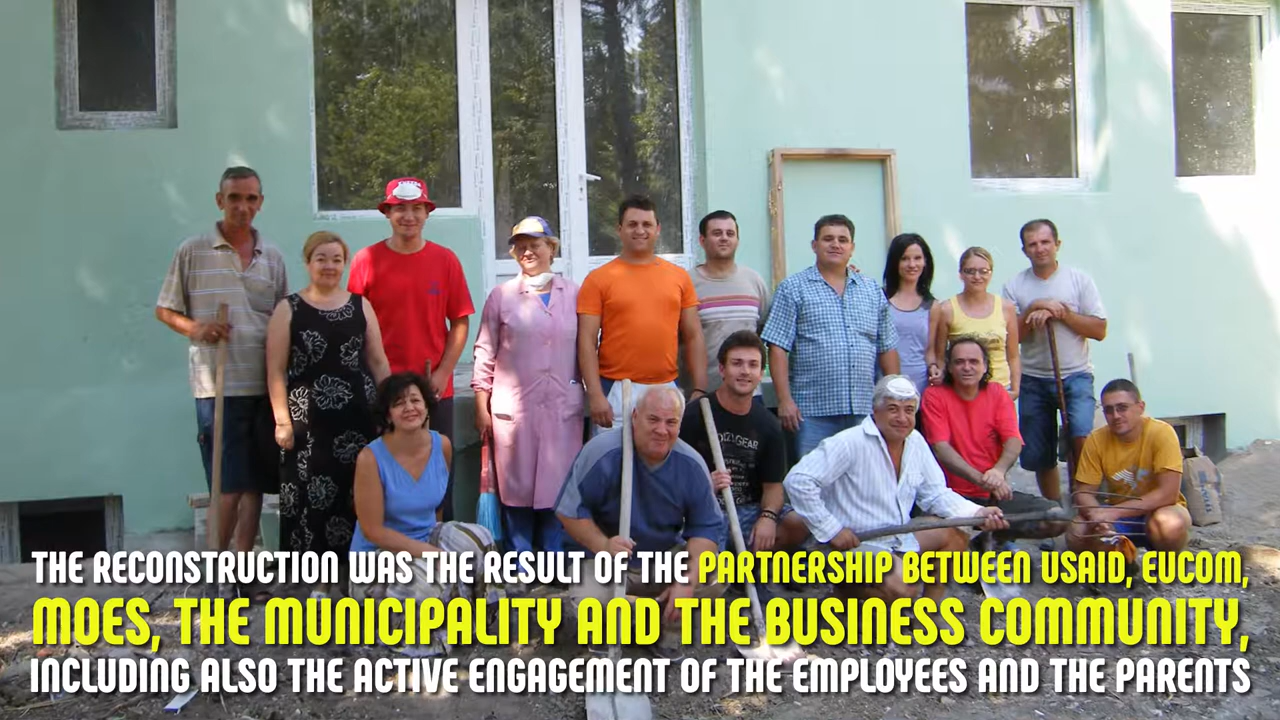 THE RECONSTRUCTION WAS THE RESULT OF THE PARTNERSHIP BETWEEN USAID, EUCOM,
MOES, THE MUNICIPALITY AND THE BUSINESS COMMUNITY,
INCLUDING ALSO THE ACTIVE ENGAGEMENT OF THE EMPLOYEES AND THE PARENTS